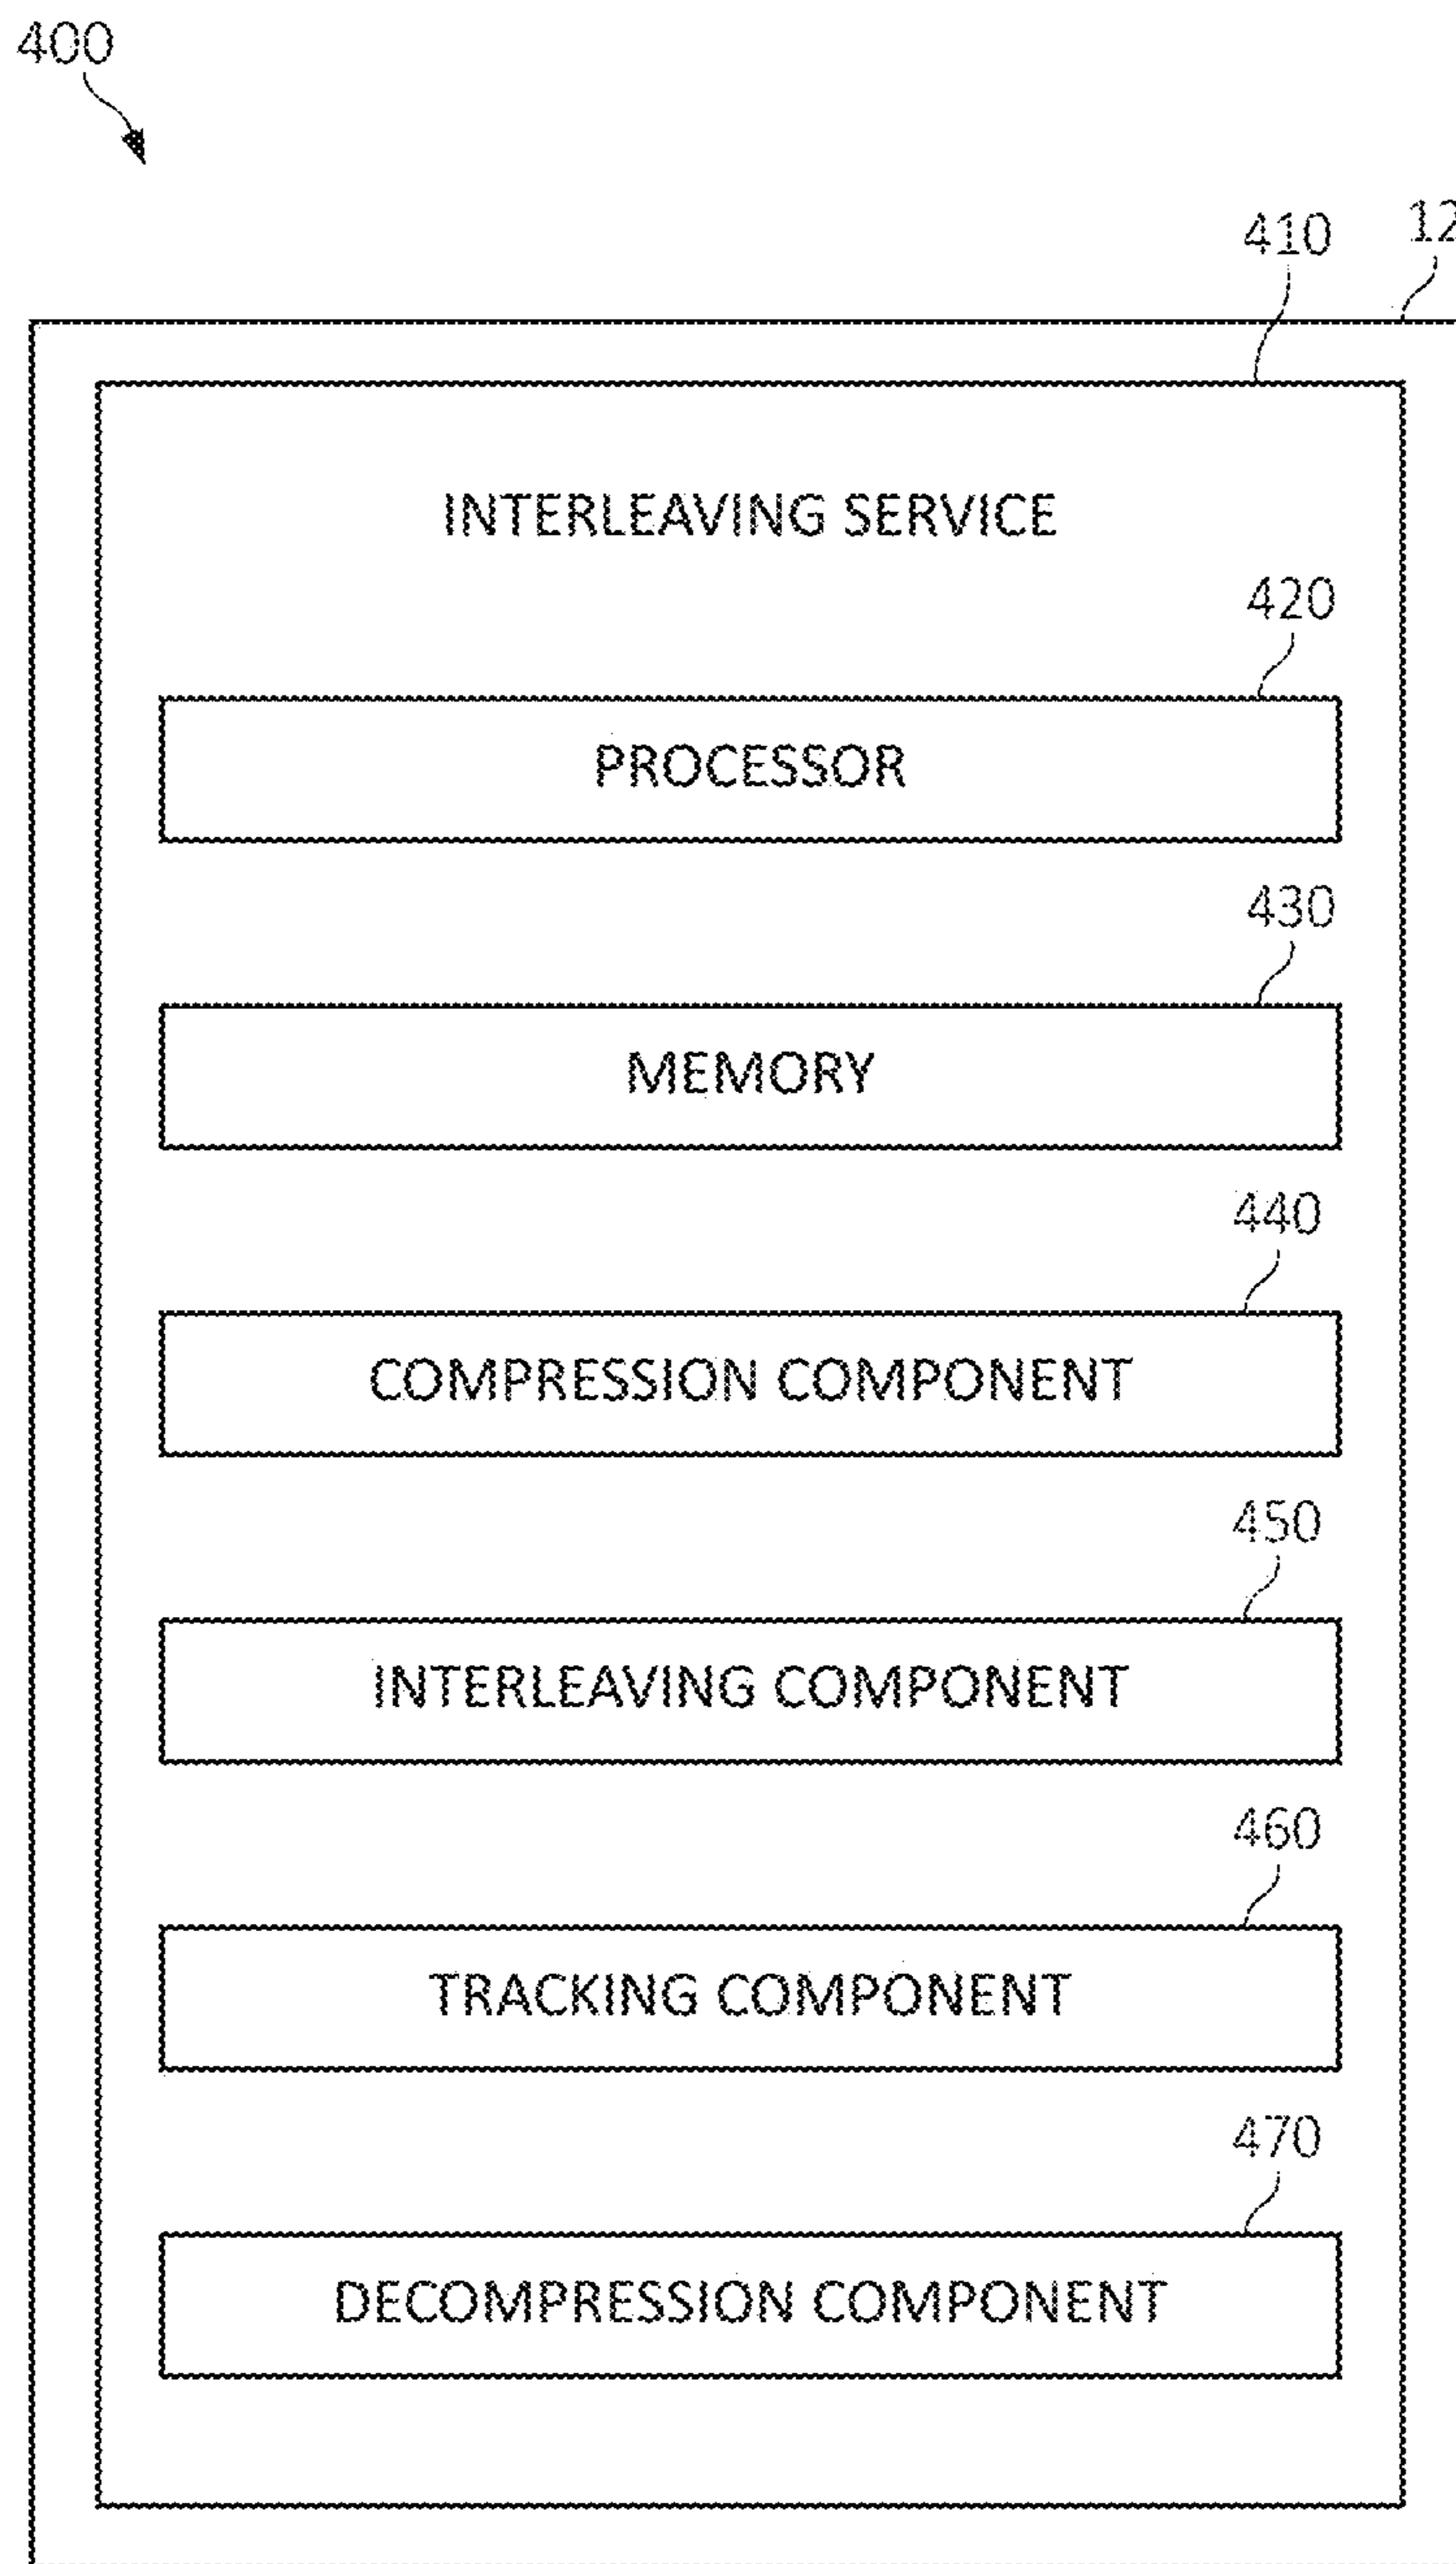 400
410
12
INTERLEAVING SERVICE
420
PROCESSOR
430
MEMORY
440
COMPRESSION COMPONENT
450
INTERLEAVING COMPONENT
460
TRACKING COMPONENT
470
DECOMPRESSION COMPONENT